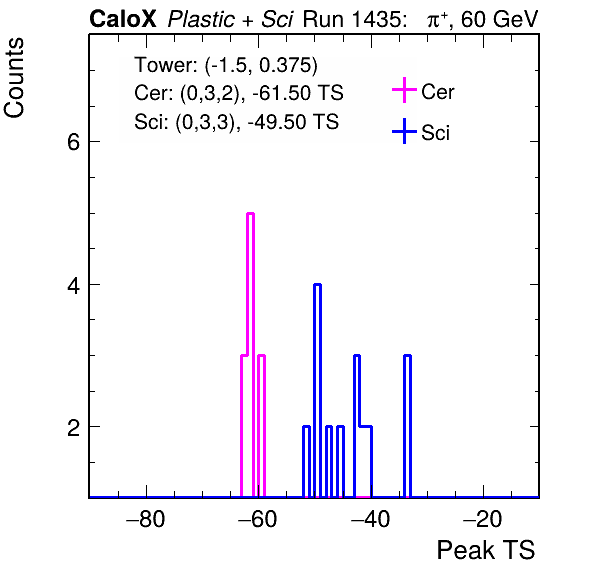 CaloX Plastic + Sci Run 1435: π⁺, 60 GeV
Counts
Tower: (-1.5, 0.375)
Cer: (0,3,2), -61.50 TS
Sci: (0,3,3), -49.50 TS
Cer
Sci
6
4
2
−80 −60 −40 −20
Peak TS